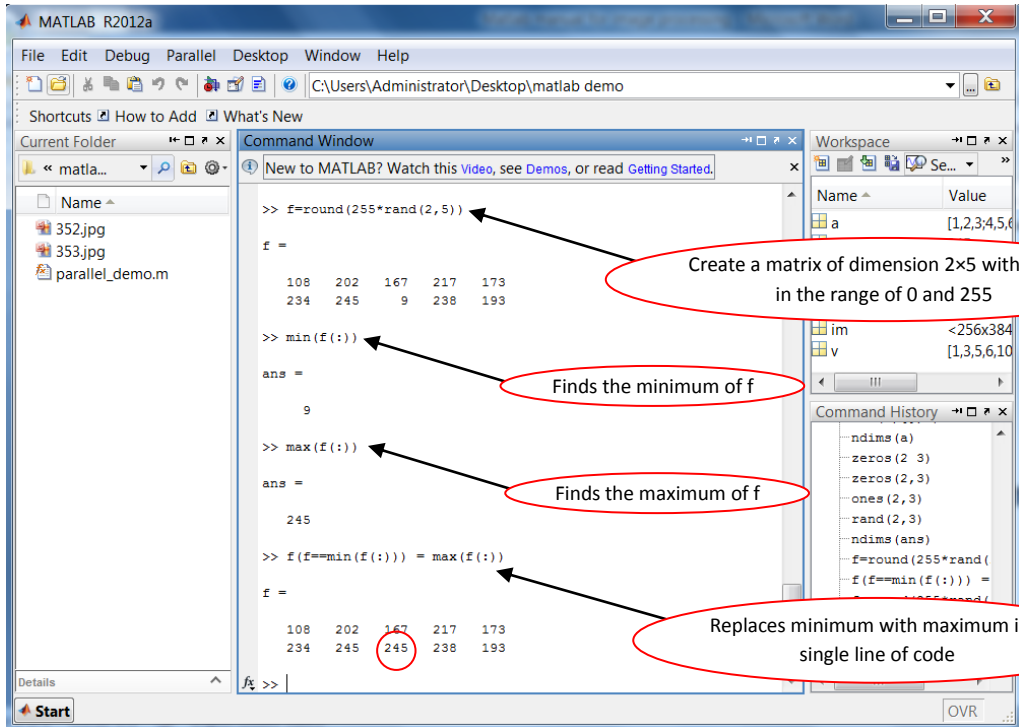 MATLAB R2012a
File Edit Debug Parallel Desktop Window Help
C:\Users\Administrator\Desktop\matlab demo
Shortcuts How to Add What's New
Current Folder
« matla...
Name
352.jpg
353.jpg
parallel_demo.m
Details
Command Window
New to MATLAB? Watch this Video, see Demos, or read Getting Started.
>> f=round(255*rand(2,5))
f =
108 202 167 217 173
234 245 9 238 193
>> min(f(:))
ans =
9
>> max(f(:))
ans =
245
>> f(f==min(f(:))) = max(f(:))
f =
108 202 167 217 173
234 245 245 238 193
fx >>
Create a matrix of dimension 2×5 with
in the range of 0 and 255
Finds the minimum of f
Finds the maximum of f
Replaces minimum with maximum i
single line of code
Workspace
Se...
Name Value
a [1,2,3;4,5,6
im <256x384
v [1,3,5,6,10
Command History
ndims(a)
zeros(2 3)
zeros(2,3)
ones(2,3)
rand(2,3)
ndims(ans)
f=round(255*rand(
f(f==min(f(:))) =
Start
OVR